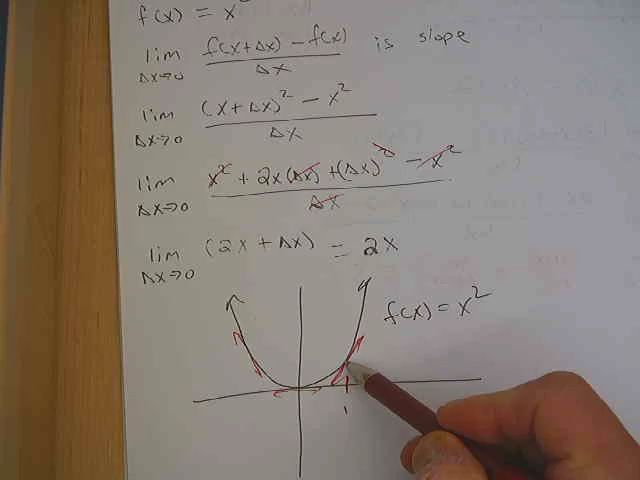 f(x) = x²
lim Δx→0 f(x+Δx) - f(x) / Δx is slope
lim Δx→0 (x+Δx)² - x² / Δx
lim Δx→0 x² + 2x(Δx) + (Δx)² - x² / Δx
lim Δx→0 (2x + Δx) = 2x
f(x) = x²
1